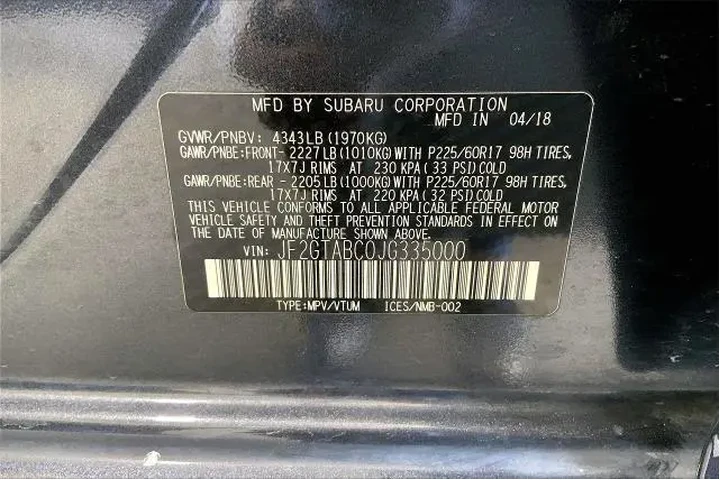 MFD BY SUBARU CORPORATION
MFD IN 04/18
GVWR/PNBV: 4343LB (1970KG)
GAWR/PNBE:FRONT- 2227LB (1010KG) WITH P225/60R17 98H TIRES,
17X7J RIMS AT 230 KPA (33 PSI) COLD
GAWR/PNBE:REAR - 2205LB (1000KG) WITH P225/60R17 98H TIRES,
17X7J RIMS AT 220 KPA (32 PSI) COLD
THIS VEHICLE CONFORMS TO ALL APPLICABLE FEDERAL MOTOR
VEHICLE SAFETY AND THEFT PREVENTION STANDARDS IN EFFECT
ON THE DATE OF MANUFACTURE SHOWN ABOVE.
VIN: JF2GTABC0JG335000
TYPE:MPV/VTUM ICES/NMB-002